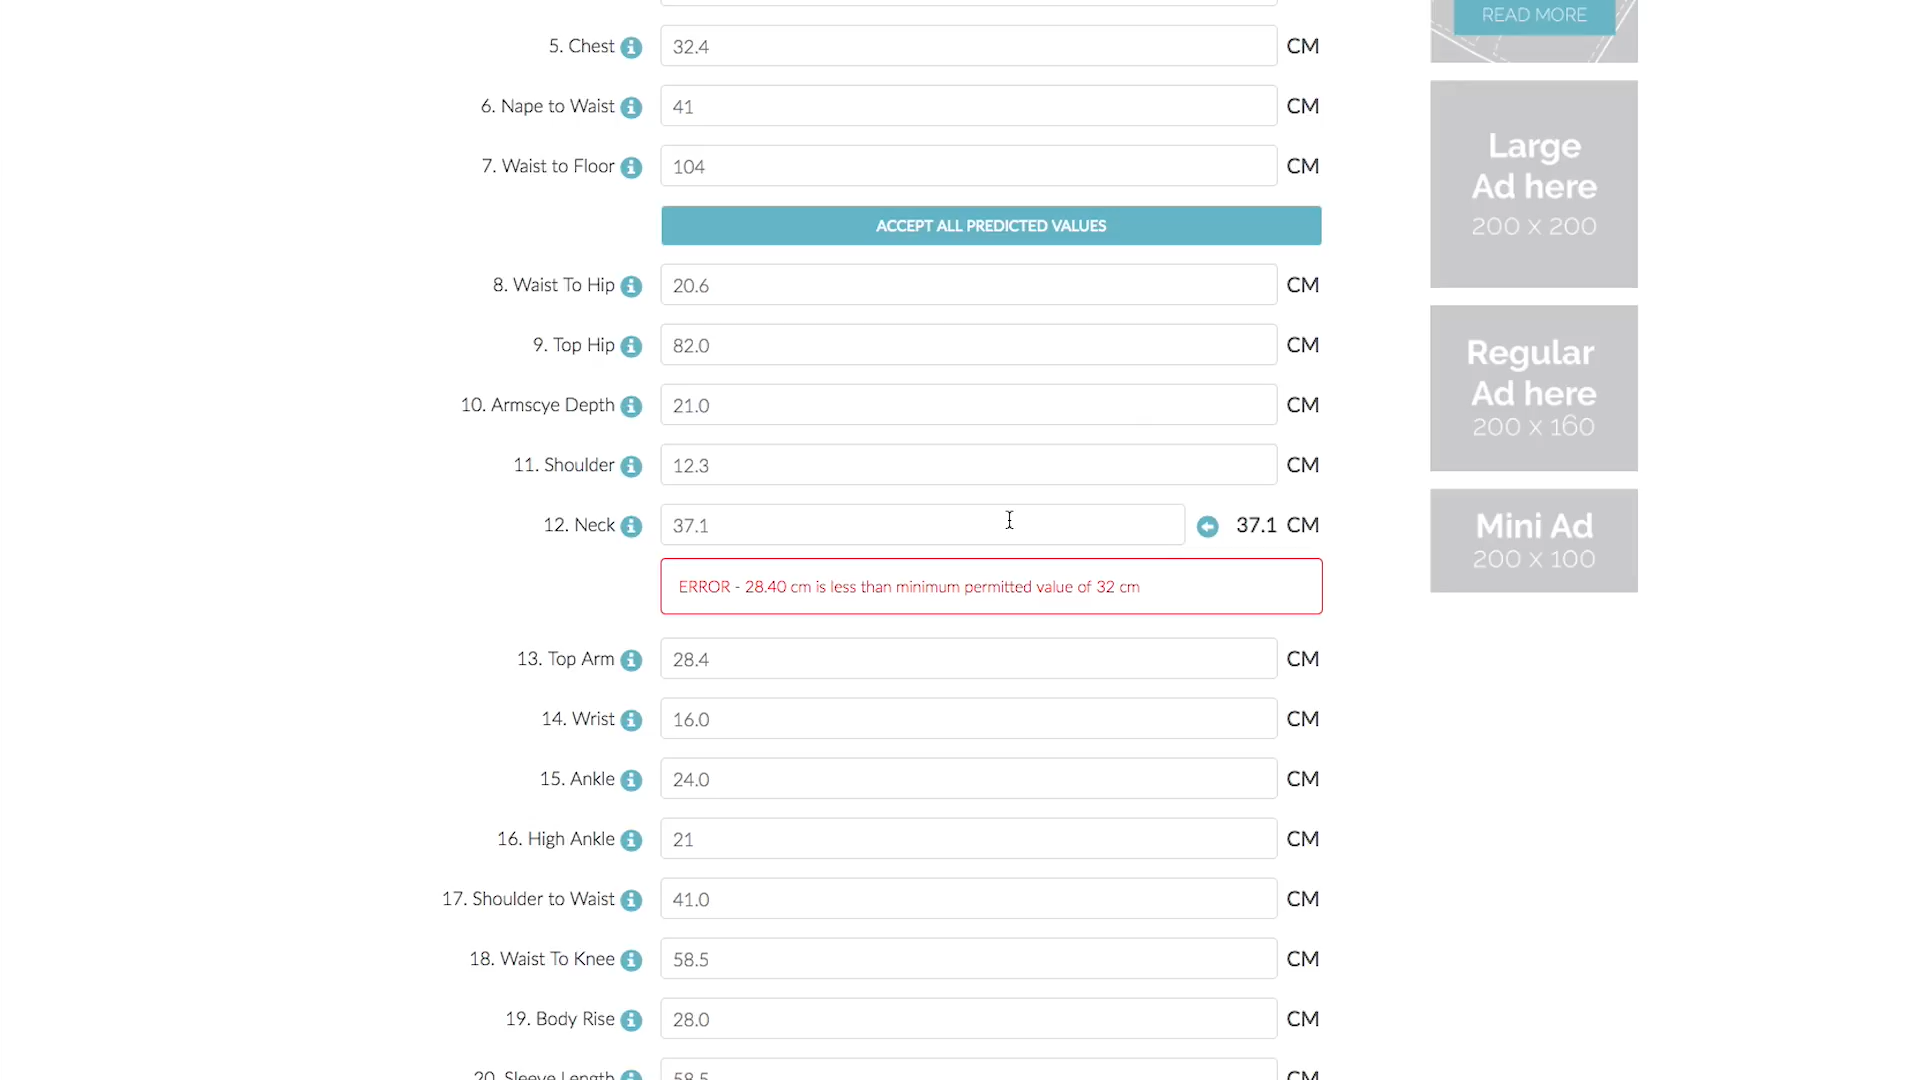 READ MORE
5. Chest 32.4 CM
6. Nape to Waist 41 CM
7. Waist to Floor 104 CM
ACCEPT ALL PREDICTED VALUES
8. Waist To Hip 20.6 CM
9. Top Hip 82.0 CM
10. Armscye Depth 21.0 CM
11. Shoulder 12.3 CM
12. Neck 37.1 37.1 CM
ERROR - 28.40 cm is less than minimum permitted value of 32 cm
13. Top Arm 28.4 CM
14. Wrist 16.0 CM
15. Ankle 24.0 CM
16. High Ankle 21 CM
17. Shoulder to Waist 41.0 CM
18. Waist To Knee 58.5 CM
19. Body Rise 28.0 CM
20. Sleeve Length 58.5 CM
Large
Ad here
200 x 200
Regular
Ad here
200 x 160
Mini Ad
200 x 100